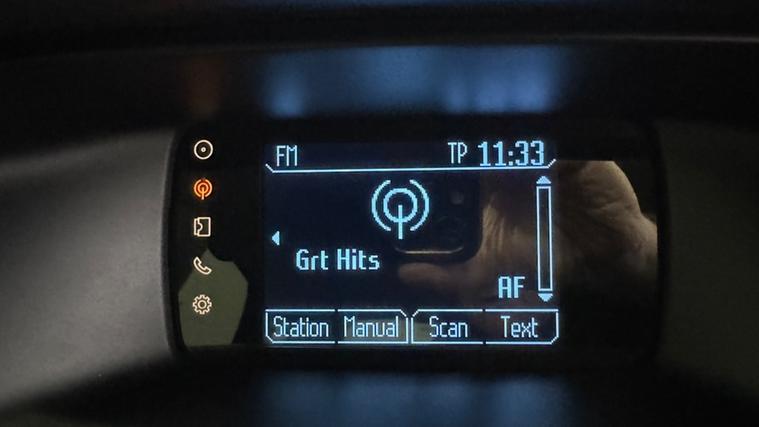 FM TP 11:33
Grt Hits
AF
Station Manual Scan Text